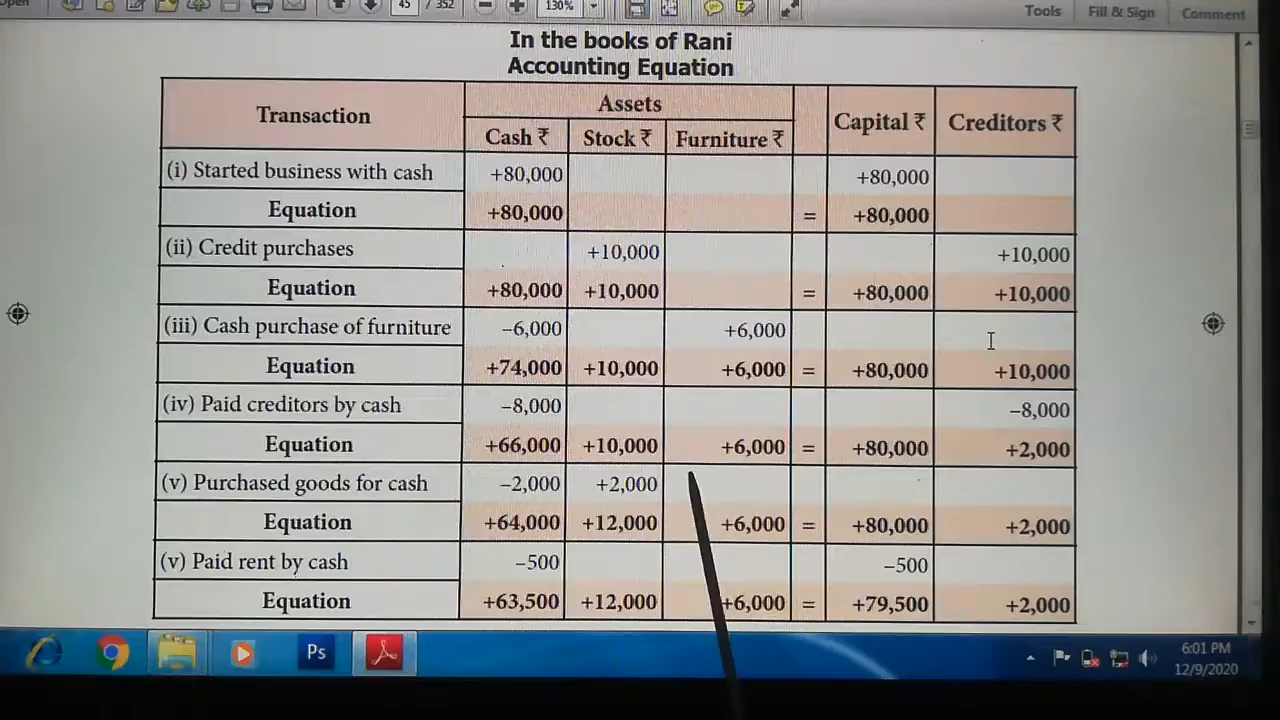 Open
45 / 352
130%
Tools Fill & Sign Comment
In the books of Rani
Accounting Equation
Transaction Assets Capital ₹ Creditors ₹
Cash ₹ Stock ₹ Furniture ₹
(i) Started business with cash +80,000 +80,000
Equation +80,000 = +80,000
(ii) Credit purchases +10,000 +10,000
Equation +80,000 +10,000 = +80,000 +10,000
(iii) Cash purchase of furniture –6,000 +6,000
Equation +74,000 +10,000 +6,000 = +80,000 +10,000
(iv) Paid creditors by cash –8,000 –8,000
Equation +66,000 +10,000 +6,000 = +80,000 +2,000
(v) Purchased goods for cash –2,000 +2,000
Equation +64,000 +12,000 +6,000 = +80,000 +2,000
(v) Paid rent by cash –500 –500
Equation +63,500 +12,000 +6,000 = +79,500 +2,000
Ps
6:01 PM
12/9/2020